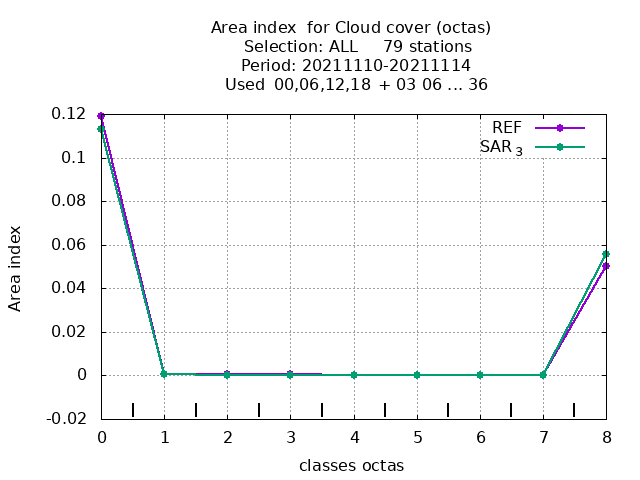 Area index  for Cloud cover (octas)
Selection: ALL     79 stations
Period: 20211110-20211114
Used  00,06,12,18 + 03 06 ... 36
REF
SAR 3
0.12
0.1
0.08
0.06
0.04
0.02
0
-0.02
Area index
0 1 2 3 4 5 6 7 8
classes octas